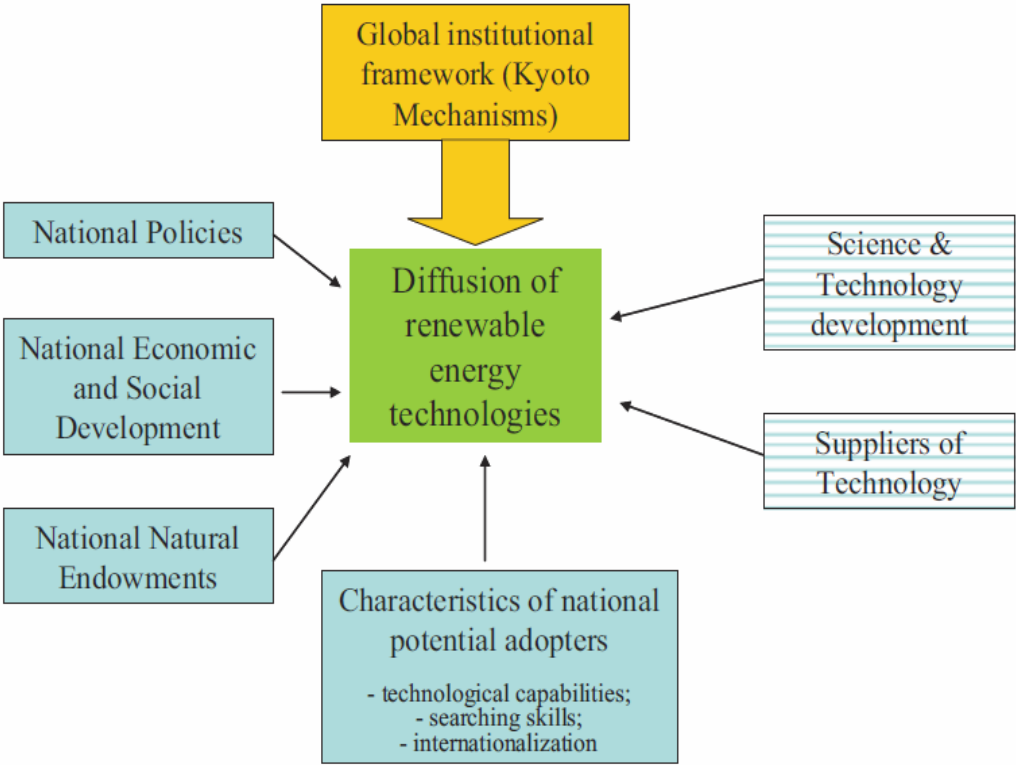 Global institutional
framework (Kyoto
Mechanisms)
National Policies
National Economic
and Social
Development
National Natural
Endowments
Diffusion of
renewable
energy
technologies
Science &
Technology
development
Suppliers of
Technology
Characteristics of national
potential adopters
- technological capabilities;
- searching skills;
- internationalization